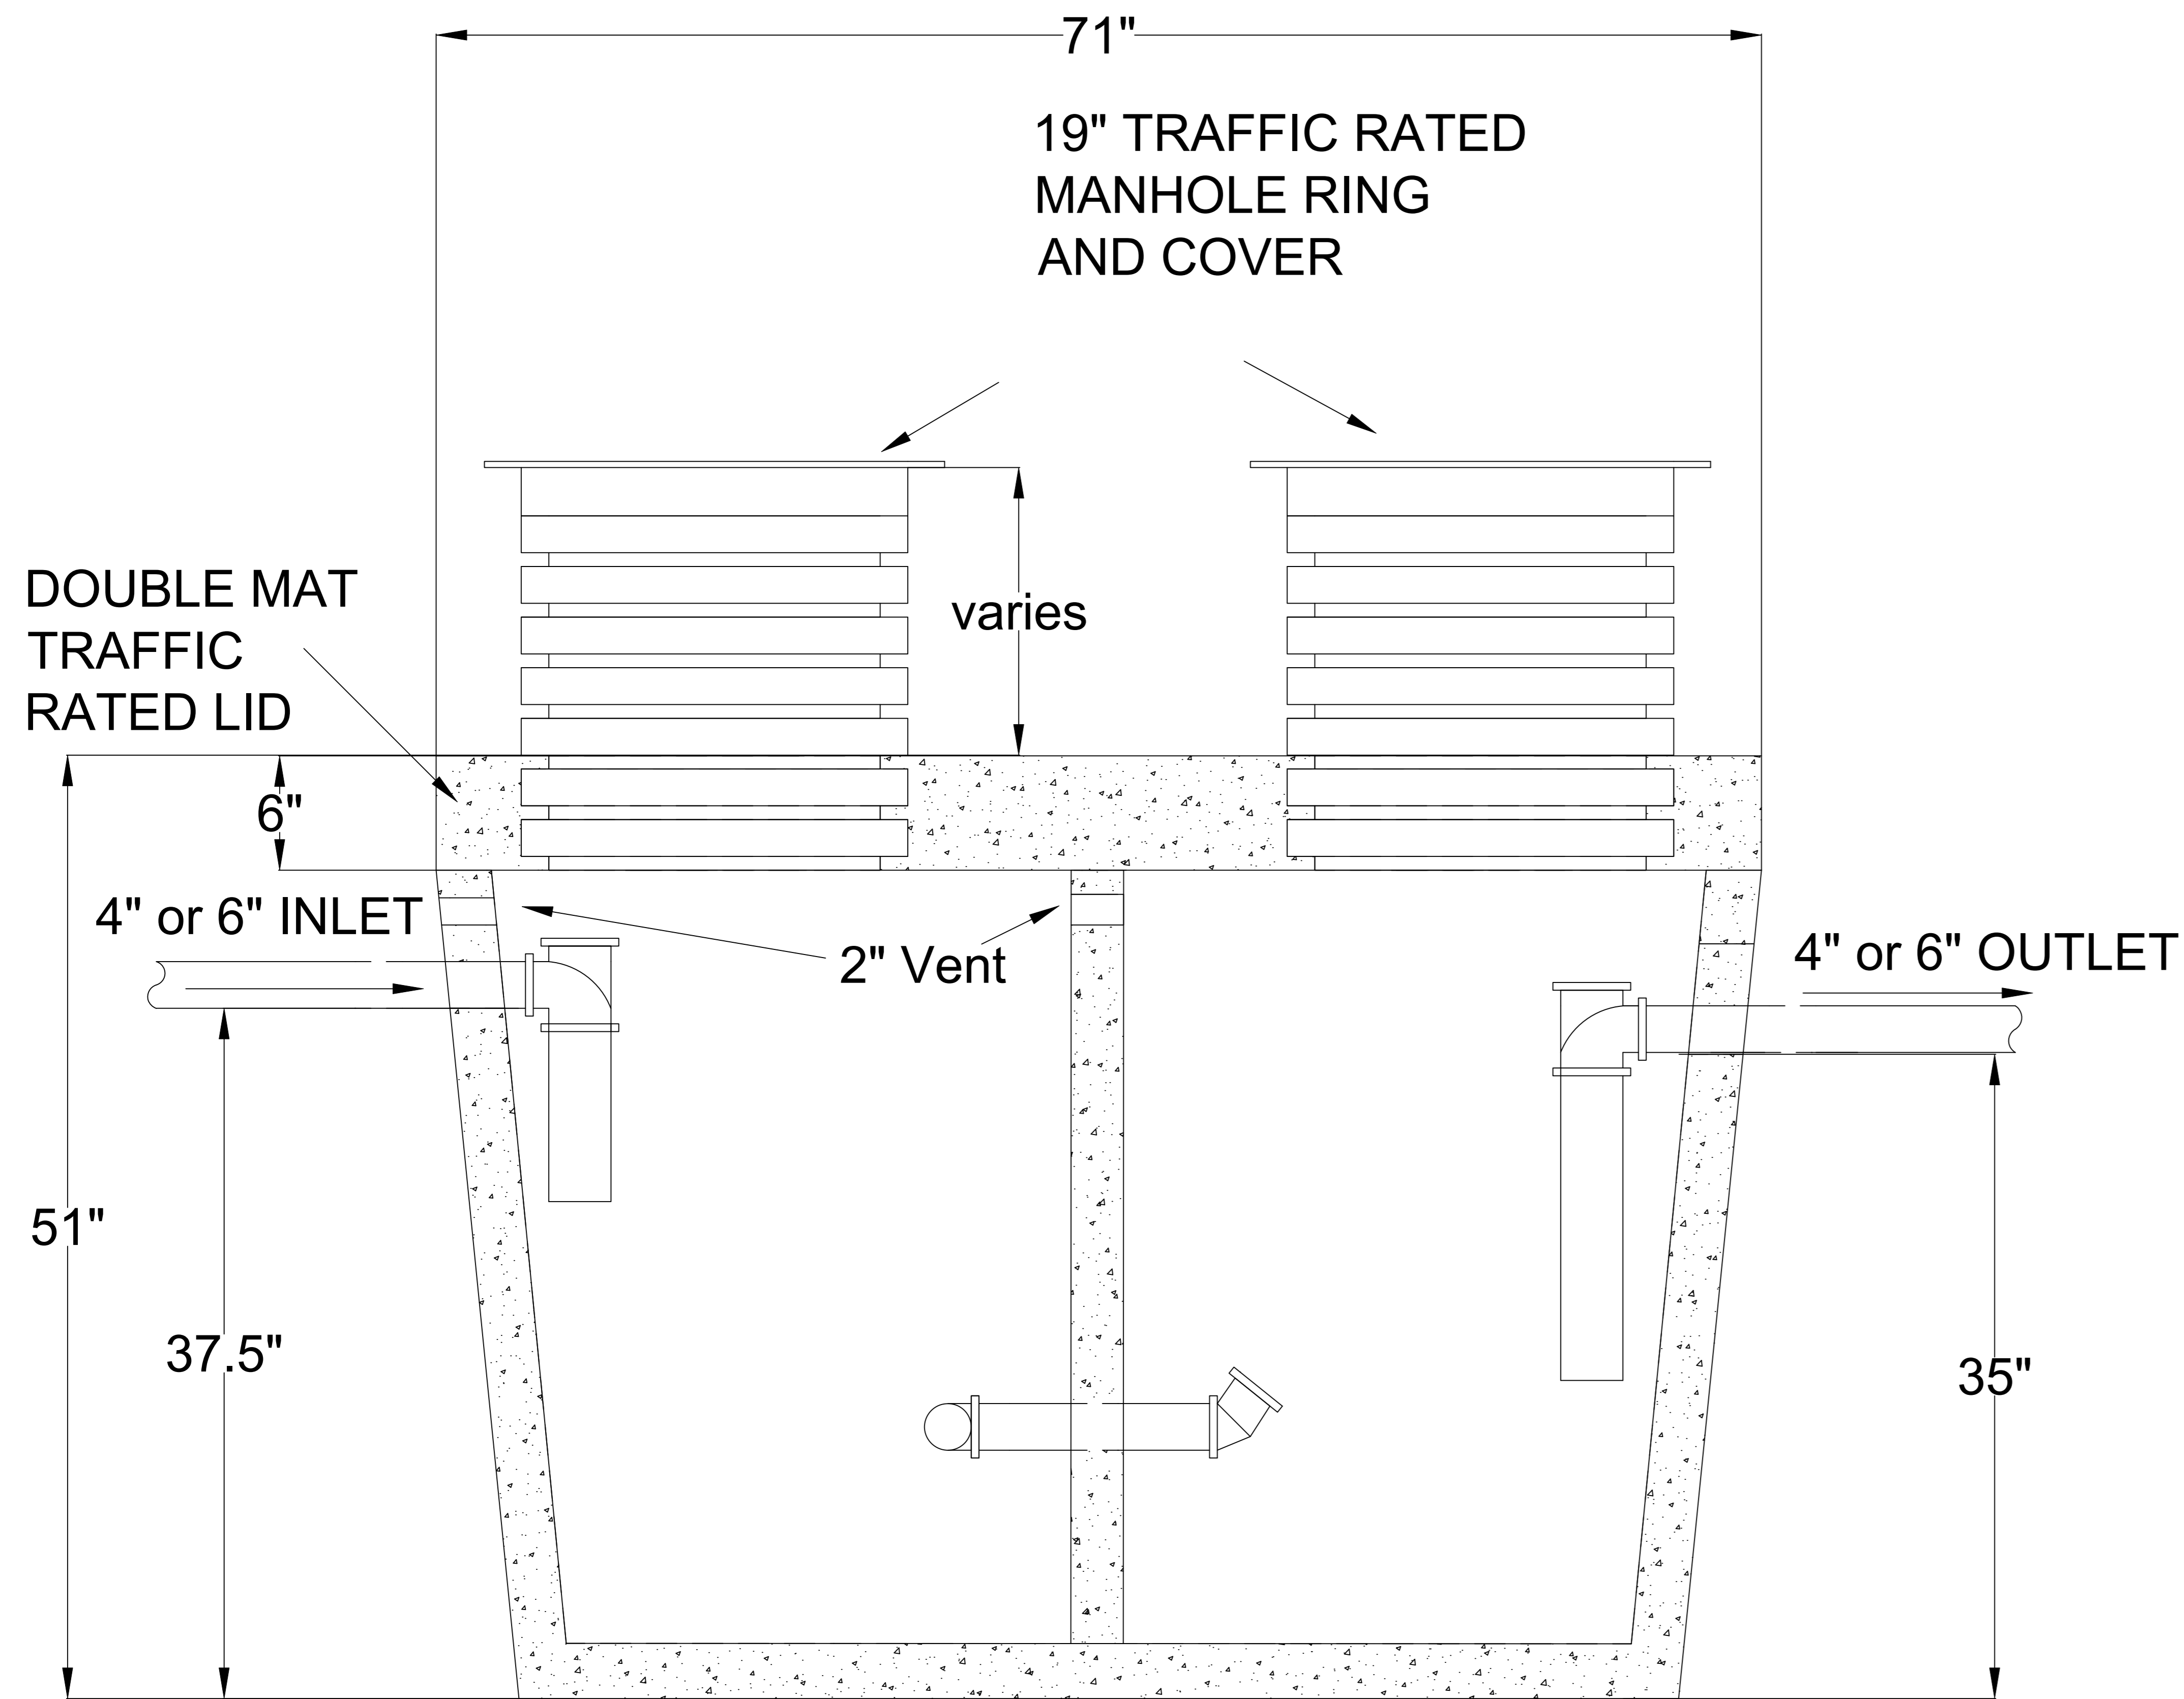 71"
19" TRAFFIC RATED
MANHOLE RING
AND COVER
DOUBLE MAT
TRAFFIC
RATED LID
varies
6"
4" or 6" INLET
2" Vent
4" or 6" OUTLET
51"
37.5"
35"